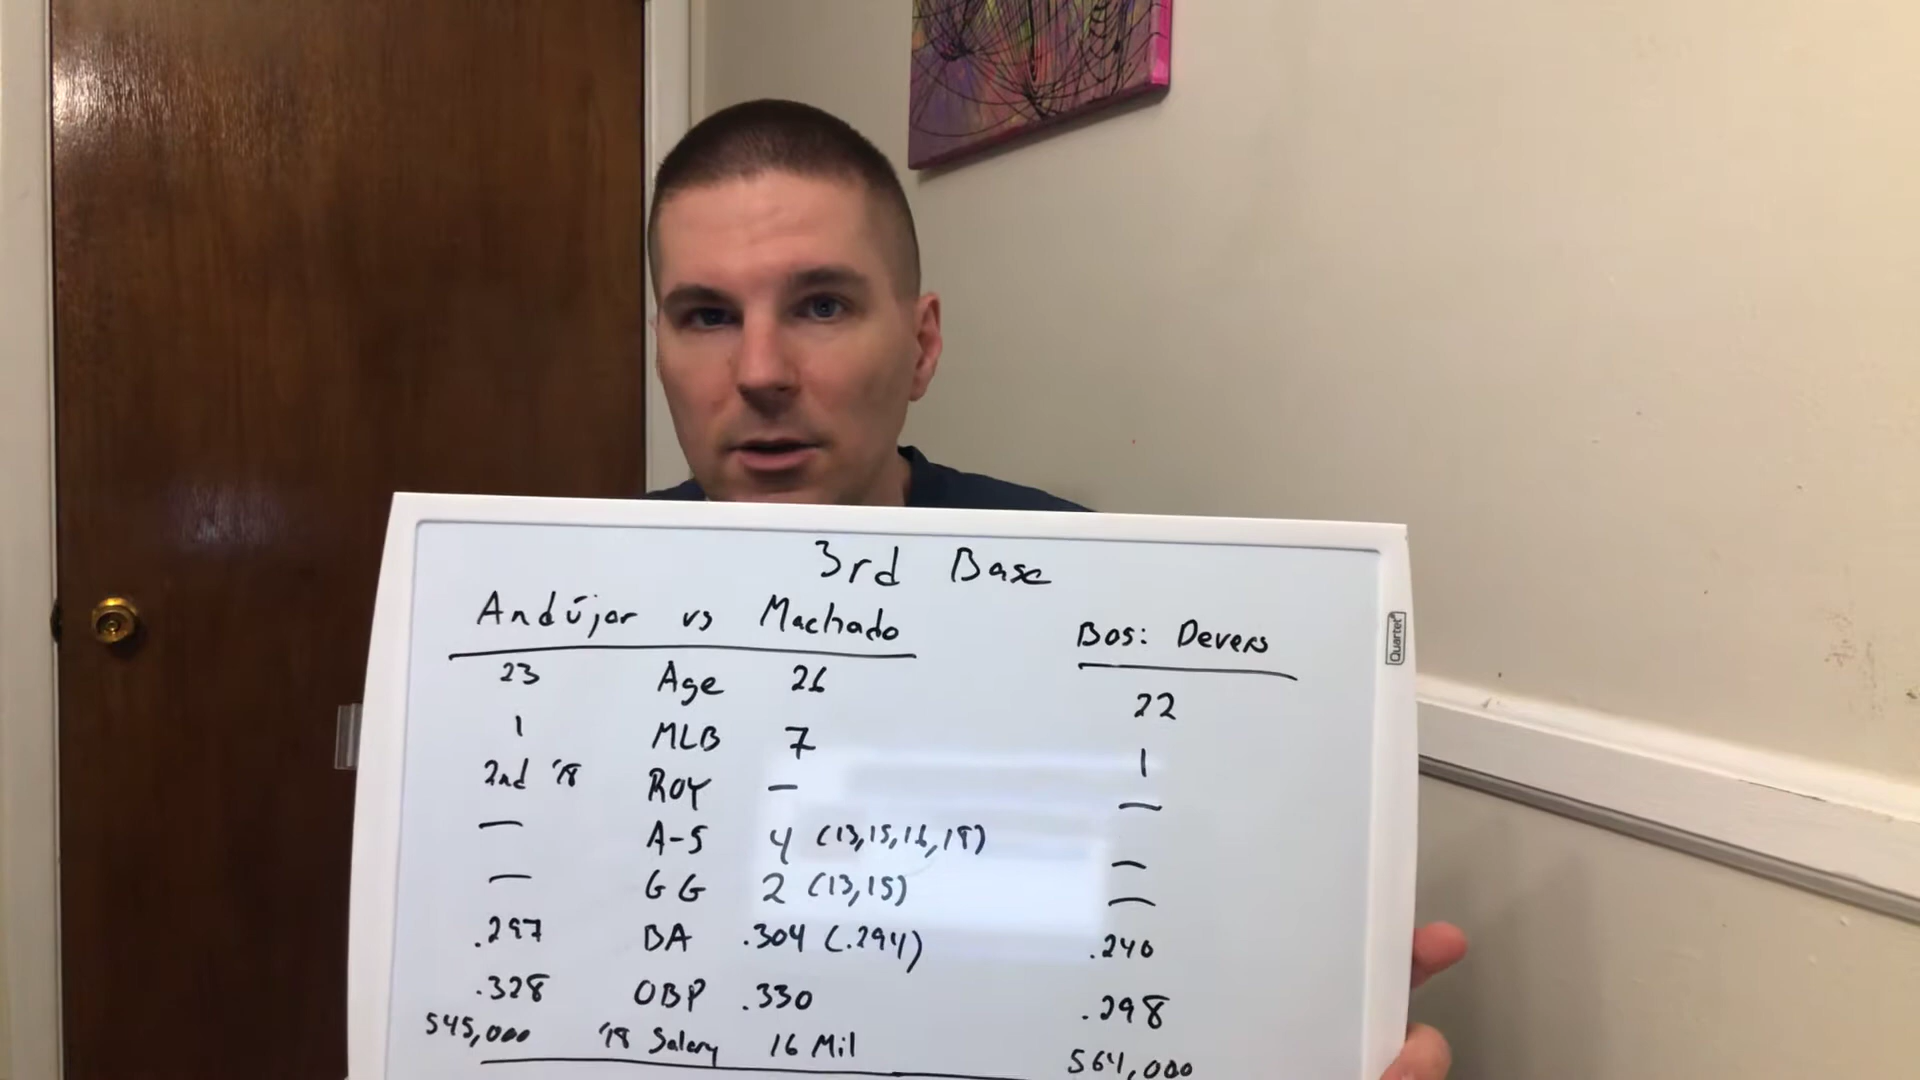 3rd Base
Andújar vs Machado Bos: Devers
23 Age 26 22
1 MLB 7 1
2nd '18 ROY — —
— A-S 4 (13,15,16,18) —
— GG 2 (13,15) —
.297 BA .304 (.294) .240
.328 OBP .330 .298
545,000 '18 Salary 16 Mil 564,000
Quartet